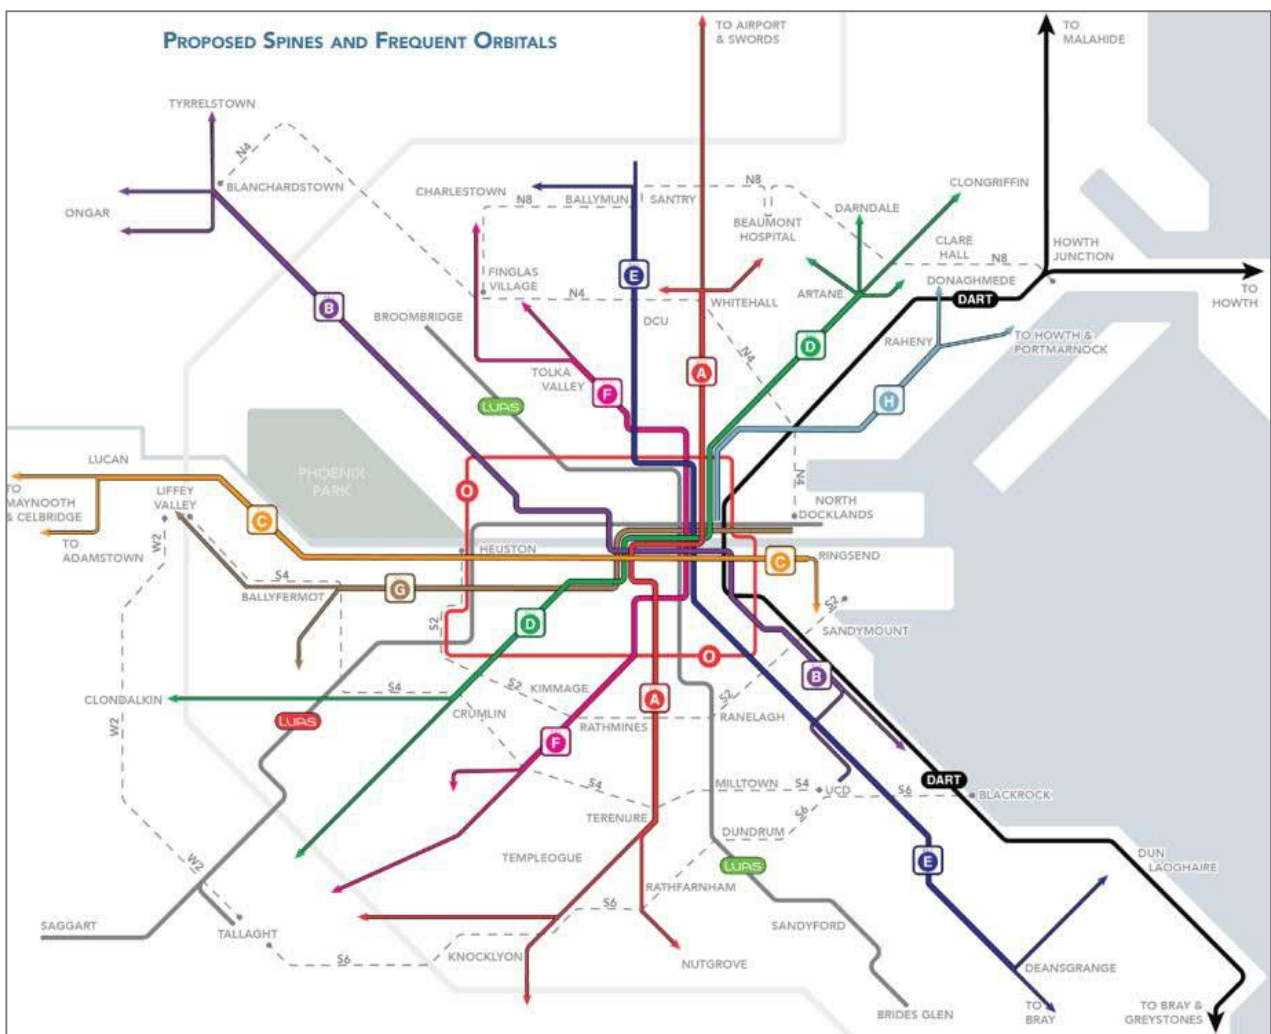 PROPOSED SPINES AND FREQUENT ORBITALS
TO AIRPORT
& SWORDS
TO
MALAHIDE
TYRRELSTOWN
N4
BLANCHARDSTOWN
ONGAR
CHARLESTOWN
N8
BALLYMUN
SANTRY
N8
BEAUMONT
HOSPITAL
DARNDALE
CLONGRIFFIN
CLARE
HALL
N8
HOWTH
JUNCTION
TO
HOWTH
DONAGHMEDE
DART
FINGLAS
VILLAGE
N4
E
B
WHITEHALL
ARTANE
BROOMBRIDGE
DCU
D
RAHENY
TO HOWTH &
PORTMARNOCK
N4
TOLKA
VALLEY
A
F
H
LUAS
LUCAN
PHOENIX
PARK
O
N4
TO
MAYNOOTH
& CELBRIDGE
LIFFEY
VALLEY
C
NORTH
DOCKLANDS
TO
ADAMSTOWN
W2
HEUSTON
C
RINGSEND
S4
BALLYFERMOT
G
S2
D
S2
SANDYMOUNT
O
B
CLONDALKIN
S4
S2
KIMMAGE
A
S2
W2
LUAS
CRUMLIN
RATHMINES
RANELAGH
F
DART
S4
MILLTOWN
S4
UCD
S6
BLACKROCK
TERENURE
S6
DUNDRUM
W2
TEMPLEOGUE
LUAS
E
DUN
LAOGHAIRE
RATHFARNHAM
S6
SAGGART
TALLAGHT
SANDYFORD
S6
KNOCKLYON
NUTGROVE
DEANSGRANGE
BRIDES GLEN
TO
BRAY
TO BRAY &
GREYSTONES